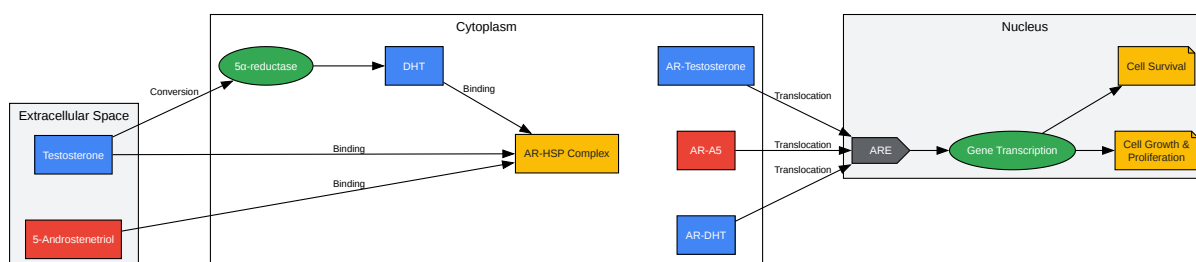 Cytoplasm
Nucleus
5α-reductase
DHT
AR-Testosterone
Cell Survival
Conversion
Binding
Translocation
Extracellular Space
Testosterone
Binding
AR-HSP Complex
AR-A5
Translocation
ARE
Gene Transcription
Cell Growth &
Proliferation
Translocation
Binding
5-Androstenetriol
AR-DHT